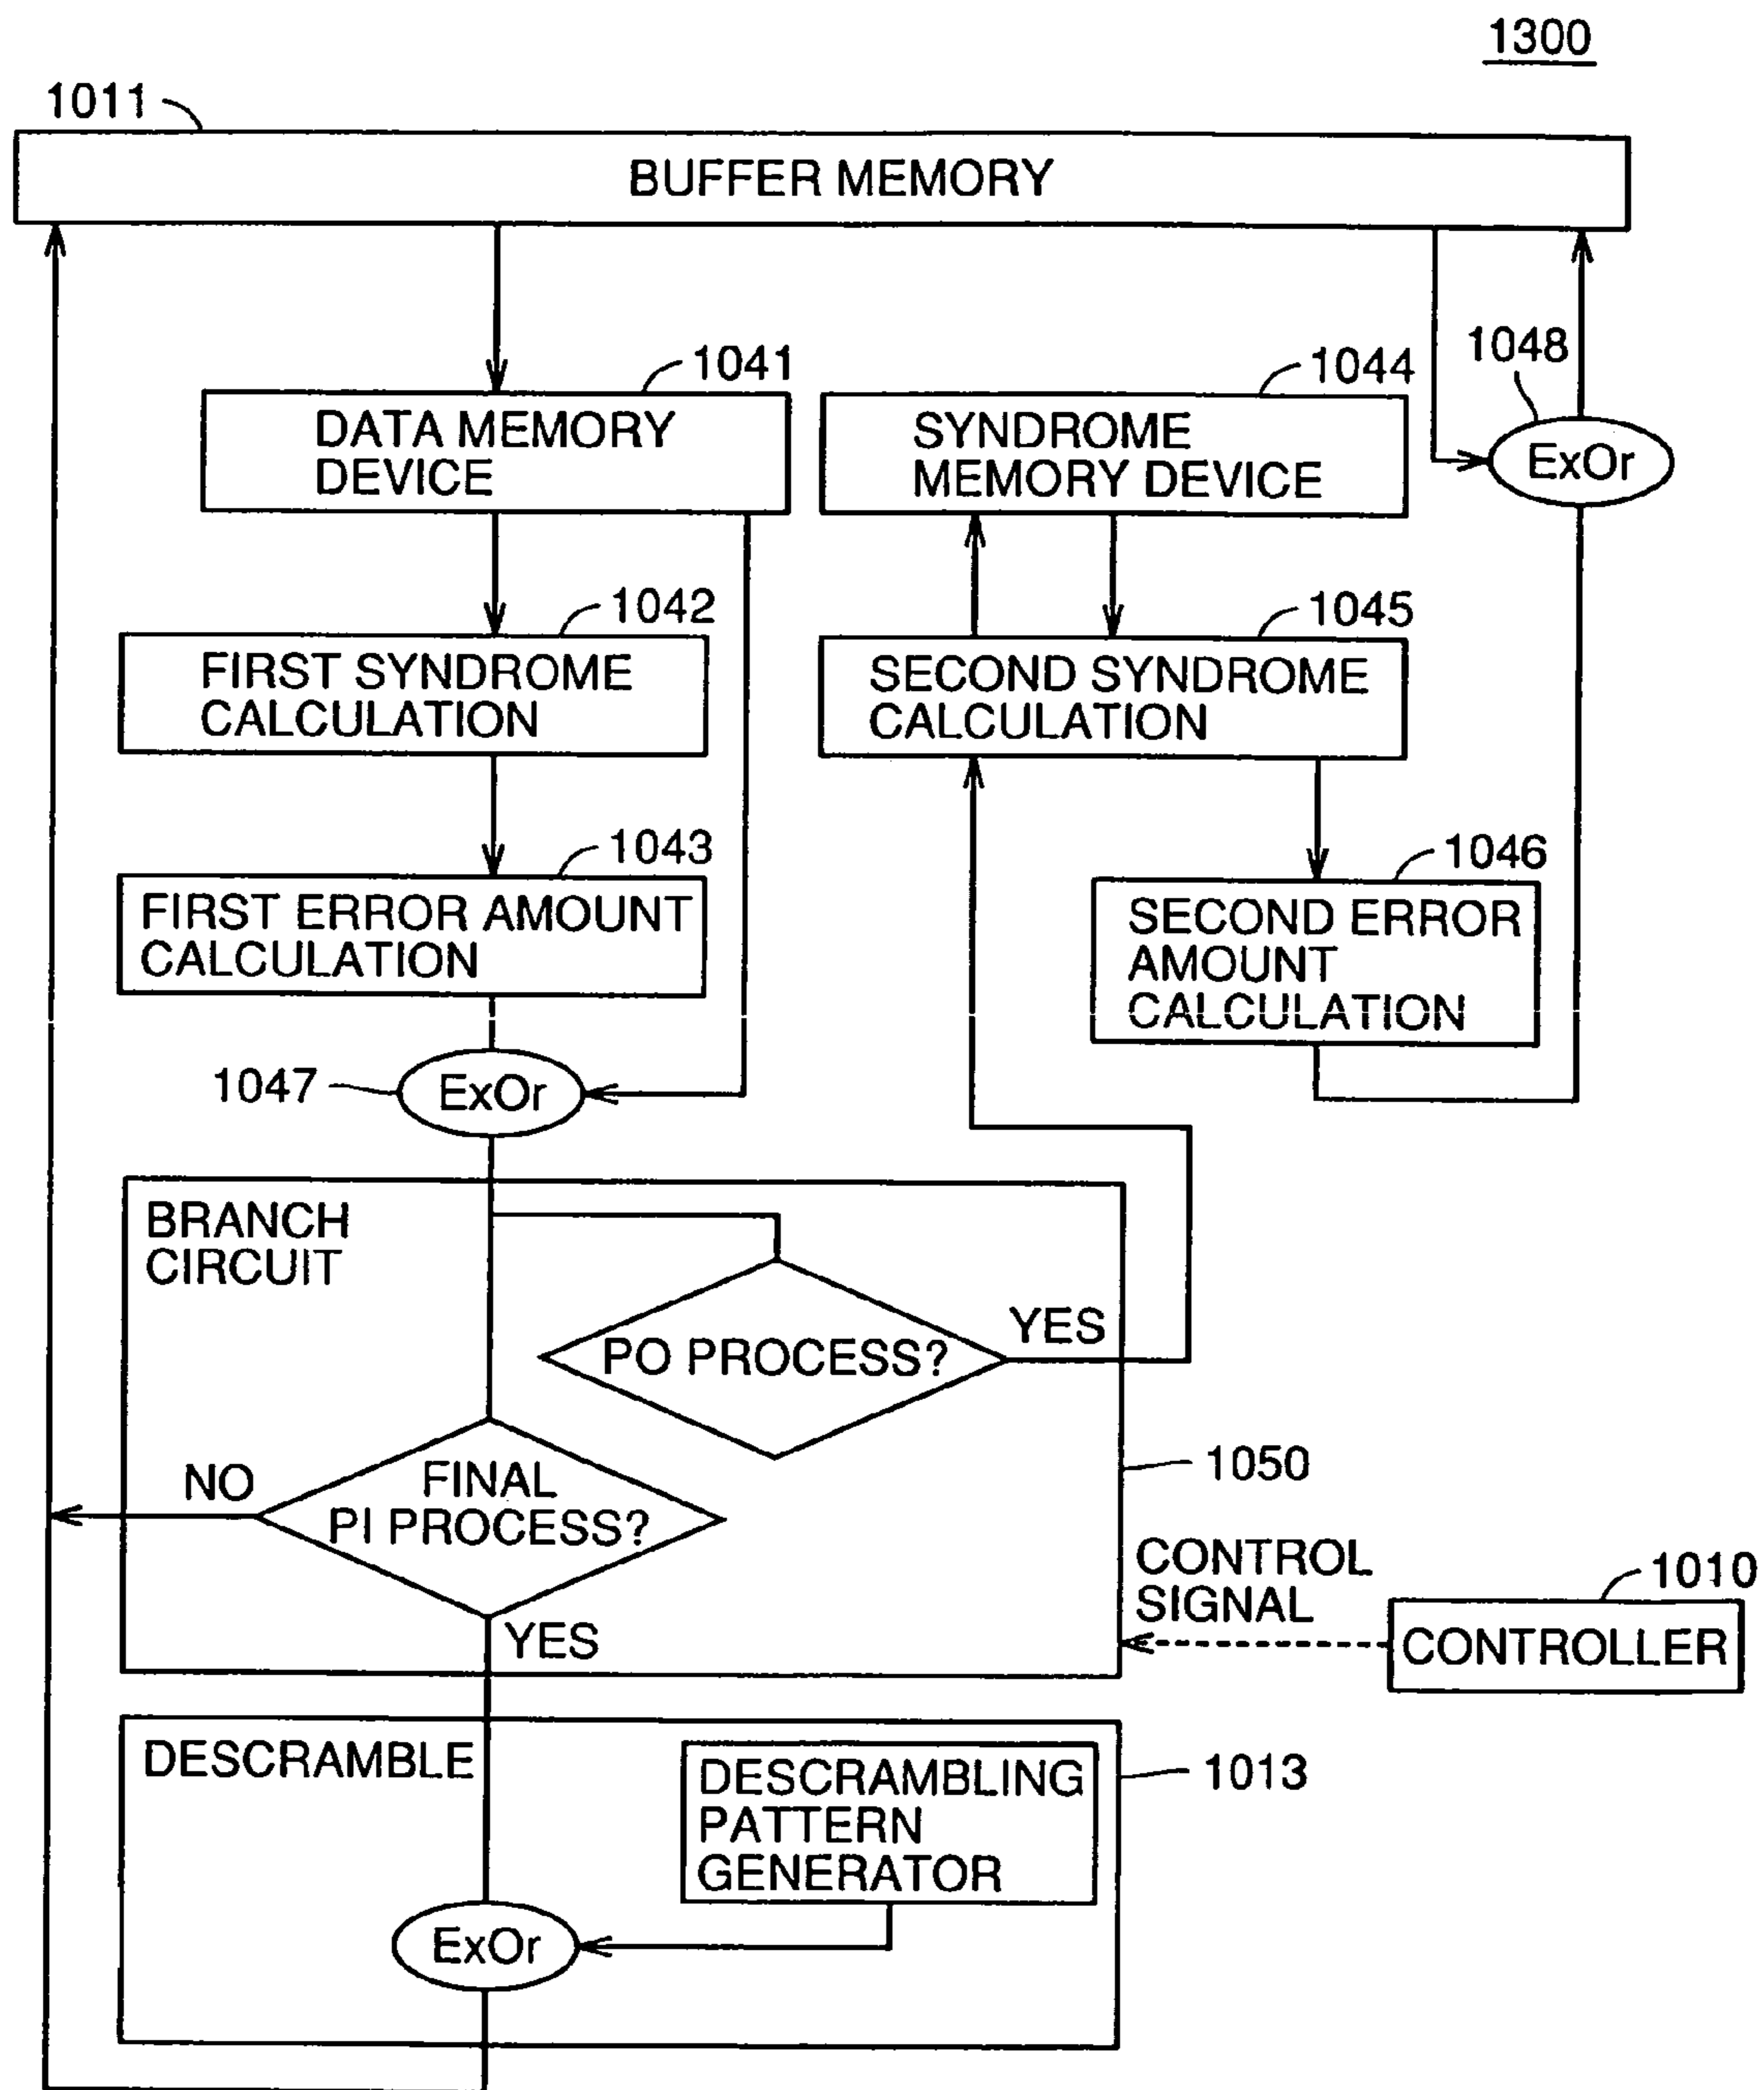 1300
1011
BUFFER MEMORY
1041
DATA MEMORY
DEVICE
1044
SYNDROME
MEMORY DEVICE
1048
ExOr
1042
FIRST SYNDROME
CALCULATION
1045
SECOND SYNDROME
CALCULATION
1043
FIRST ERROR AMOUNT
CALCULATION
1046
SECOND ERROR
AMOUNT
CALCULATION
1047
ExOr
BRANCH
CIRCUIT
PO PROCESS?
YES
1050
NO
FINAL
PI PROCESS?
YES
CONTROL
SIGNAL
1010
CONTROLLER
DESCRAMBLE
DESCRAMBLING
PATTERN
GENERATOR
1013
ExOr